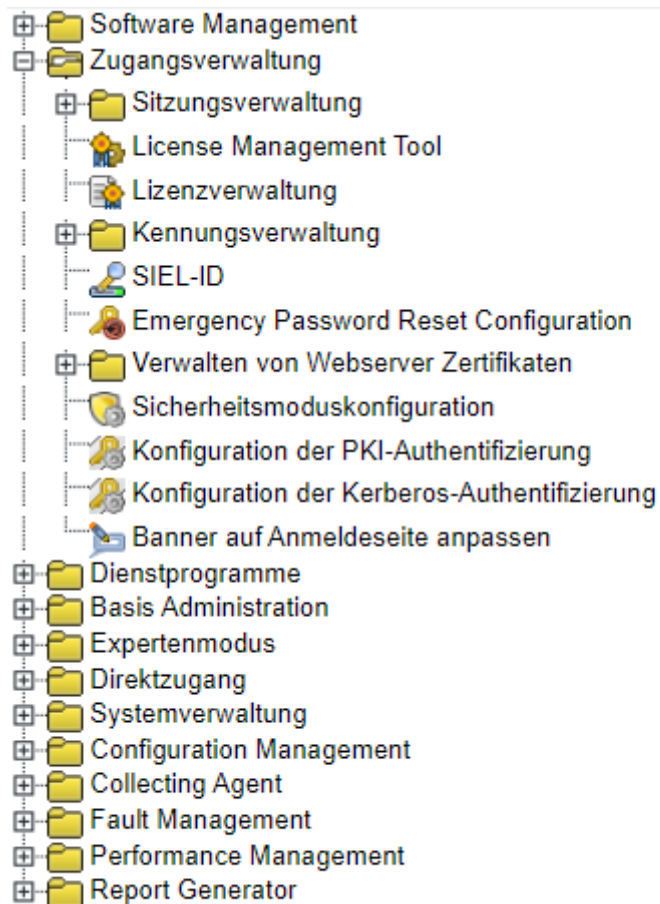 Software Management
Zugangsverwaltung
Sitzungsverwaltung
License Management Tool
Lizenzverwaltung
Kennungsverwaltung
SIEL-ID
Emergency Password Reset Configuration
Verwalten von Webserver Zertifikaten
Sicherheitsmoduskonfiguration
Konfiguration der PKI-Authentifizierung
Konfiguration der Kerberos-Authentifizierung
Banner auf Anmeldeseite anpassen
Dienstprogramme
Basis Administration
Expertenmodus
Direktzugang
Systemverwaltung
Configuration Management
Collecting Agent
Fault Management
Performance Management
Report Generator